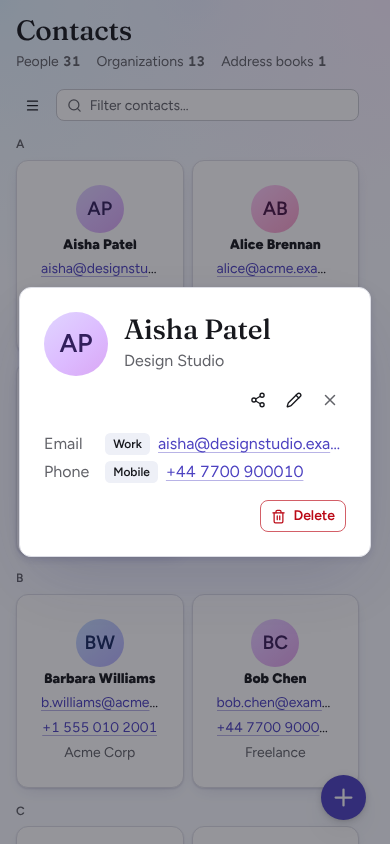 Contacts
People 31 Organizations 13 Address books 1
Filter contacts...
A
AP
AB
Aisha Patel
Alice Brennan
aisha@designstu...
alice@acme.exa...
AP
Aisha Patel
Design Studio
Email Work aisha@designstudio.exa...
Phone Mobile +44 7700 900010
Delete
B
BW
BC
Barbara Williams
Bob Chen
b.williams@acme...
bob.chen@exam...
+1 555 010 2001
+44 7700 9000...
Acme Corp
Freelance
C